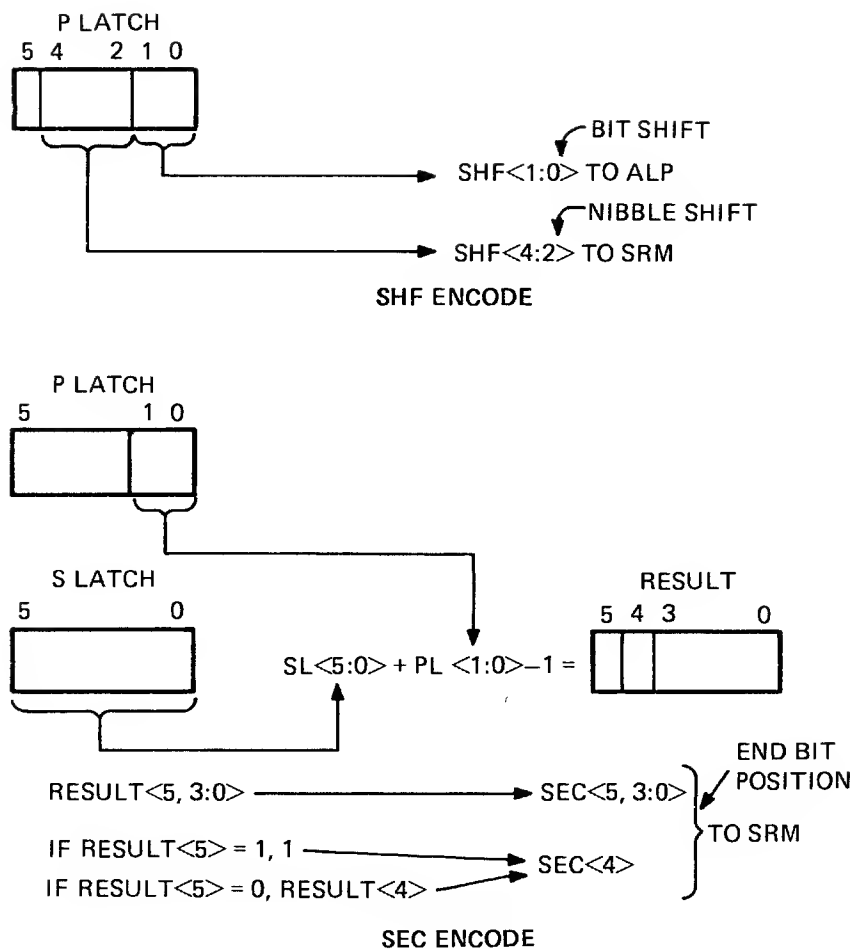 P LATCH
5 4 2 1 0
BIT SHIFT
SHF<1:0> TO ALP
NIBBLE SHIFT
SHF<4:2> TO SRM
SHF ENCODE
P LATCH
5 1 0
S LATCH
5 0
RESULT
5 4 3 0
SL<5:0> + PL <1:0>–1 =
END BIT
POSITION
RESULT<5, 3:0> SEC<5, 3:0>
TO SRM
IF RESULT<5> = 1, 1
SEC<4>
IF RESULT<5> = 0, RESULT<4>
SEC ENCODE